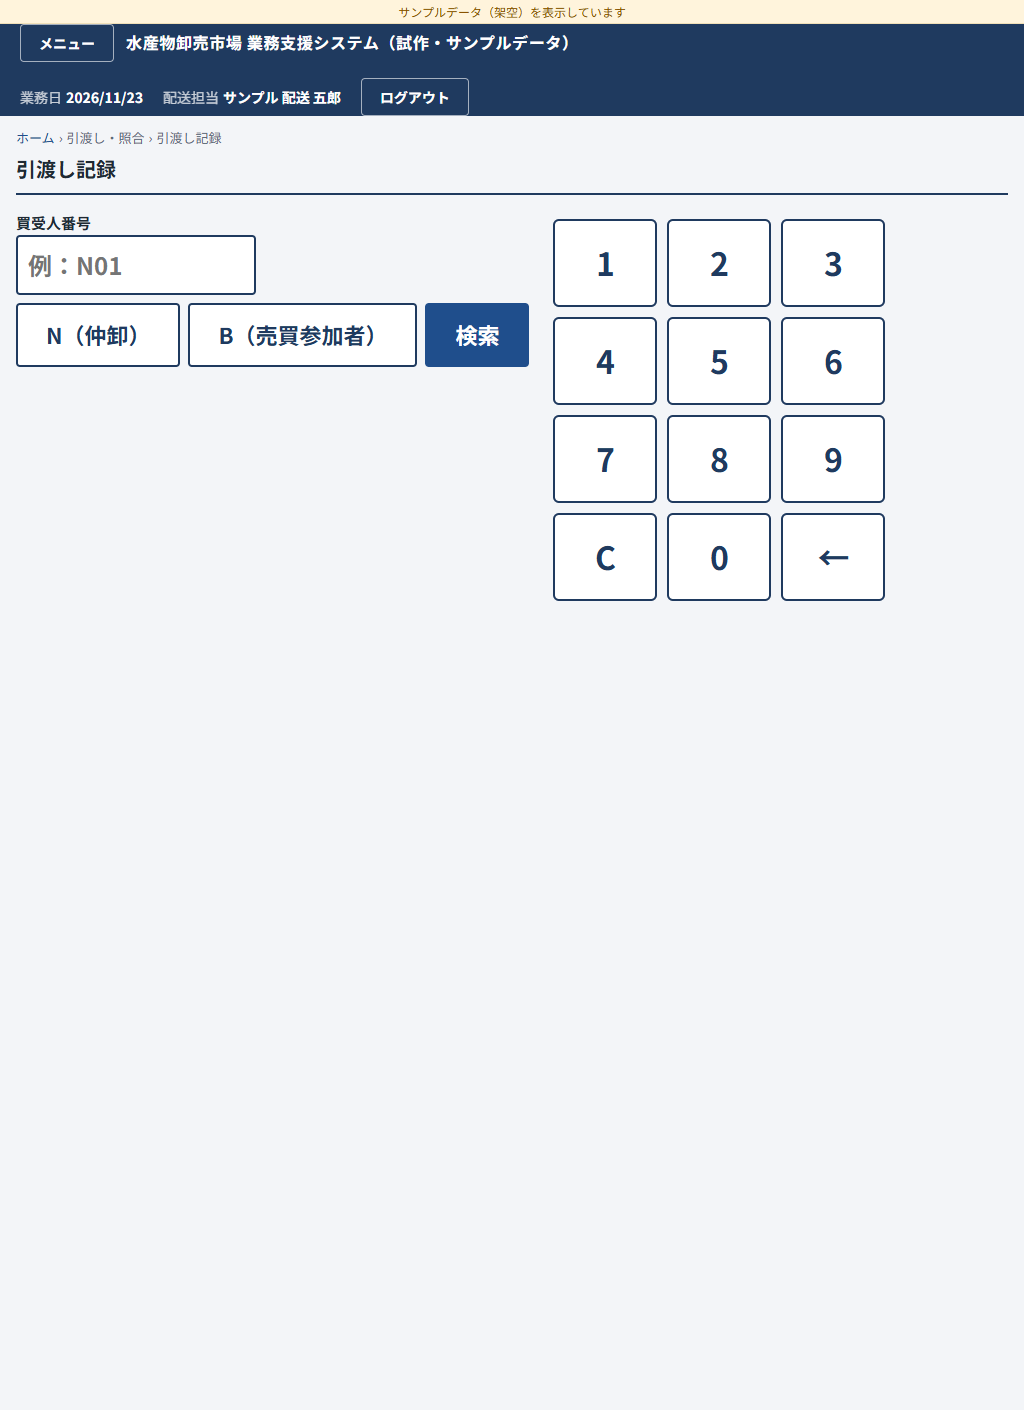 サンプルデータ（架空）を表示しています
メニュー 水産物卸売市場 業務支援システム（試作・サンプルデータ）
業務日 2026/11/23 配送担当 サンプル 配送 五郎 ログアウト
ホーム › 引渡し・照合 › 引渡し記録
引渡し記録
買受人番号
例：N01
N（仲卸） B（売買参加者） 検索
1 2 3
4 5 6
7 8 9
C 0 ←